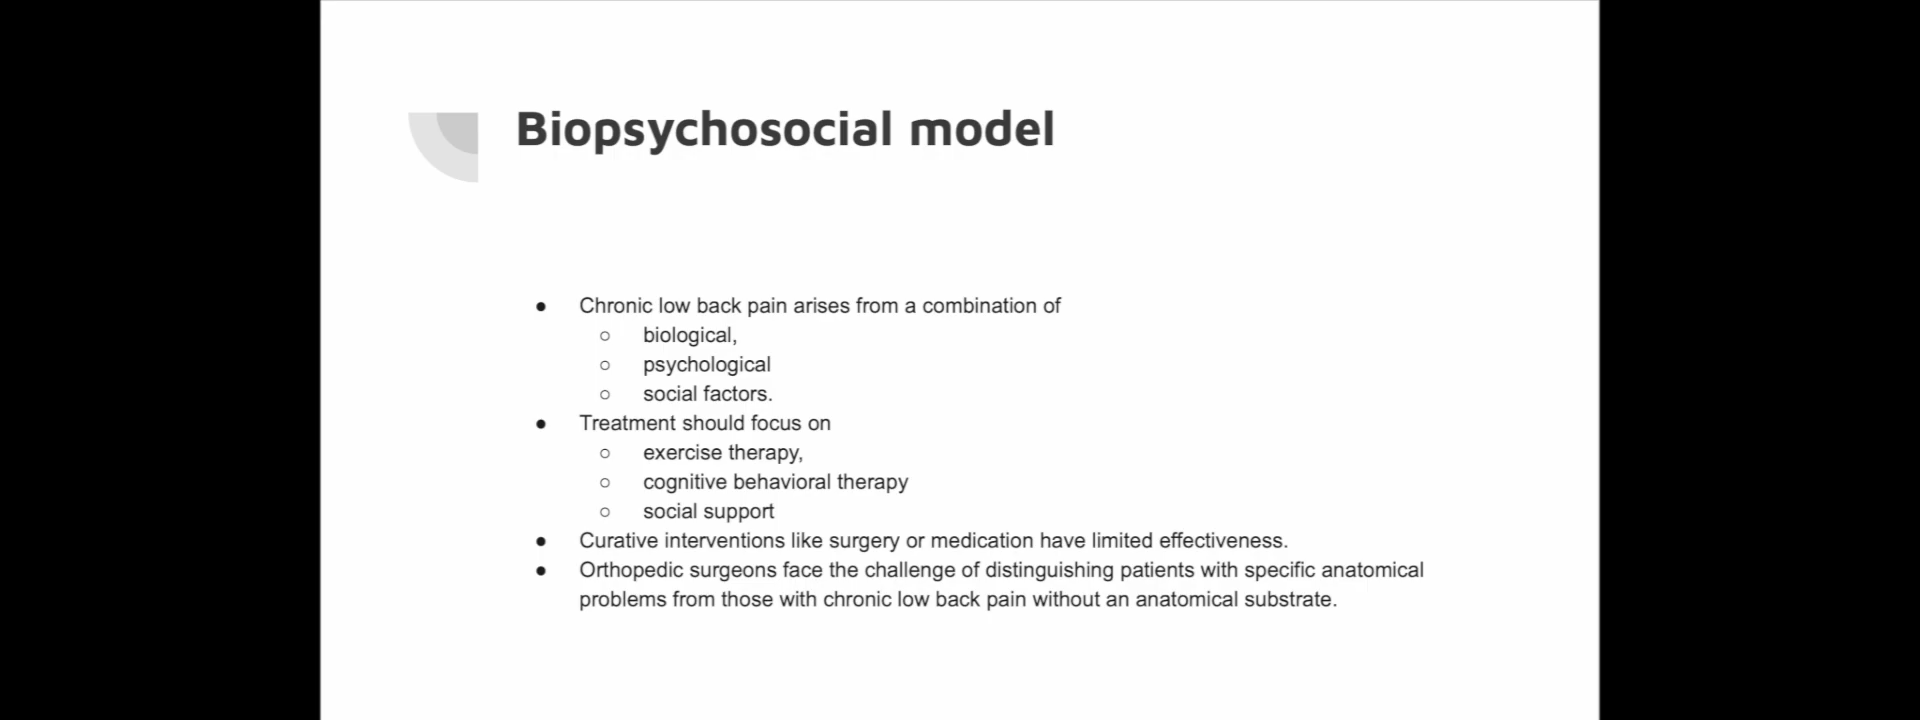 Biopsychosocial model
● Chronic low back pain arises from a combination of
○ biological,
○ psychological
○ social factors.
● Treatment should focus on
○ exercise therapy,
○ cognitive behavioral therapy
○ social support
● Curative interventions like surgery or medication have limited effectiveness.
● Orthopedic surgeons face the challenge of distinguishing patients with specific anatomical
problems from those with chronic low back pain without an anatomical substrate.